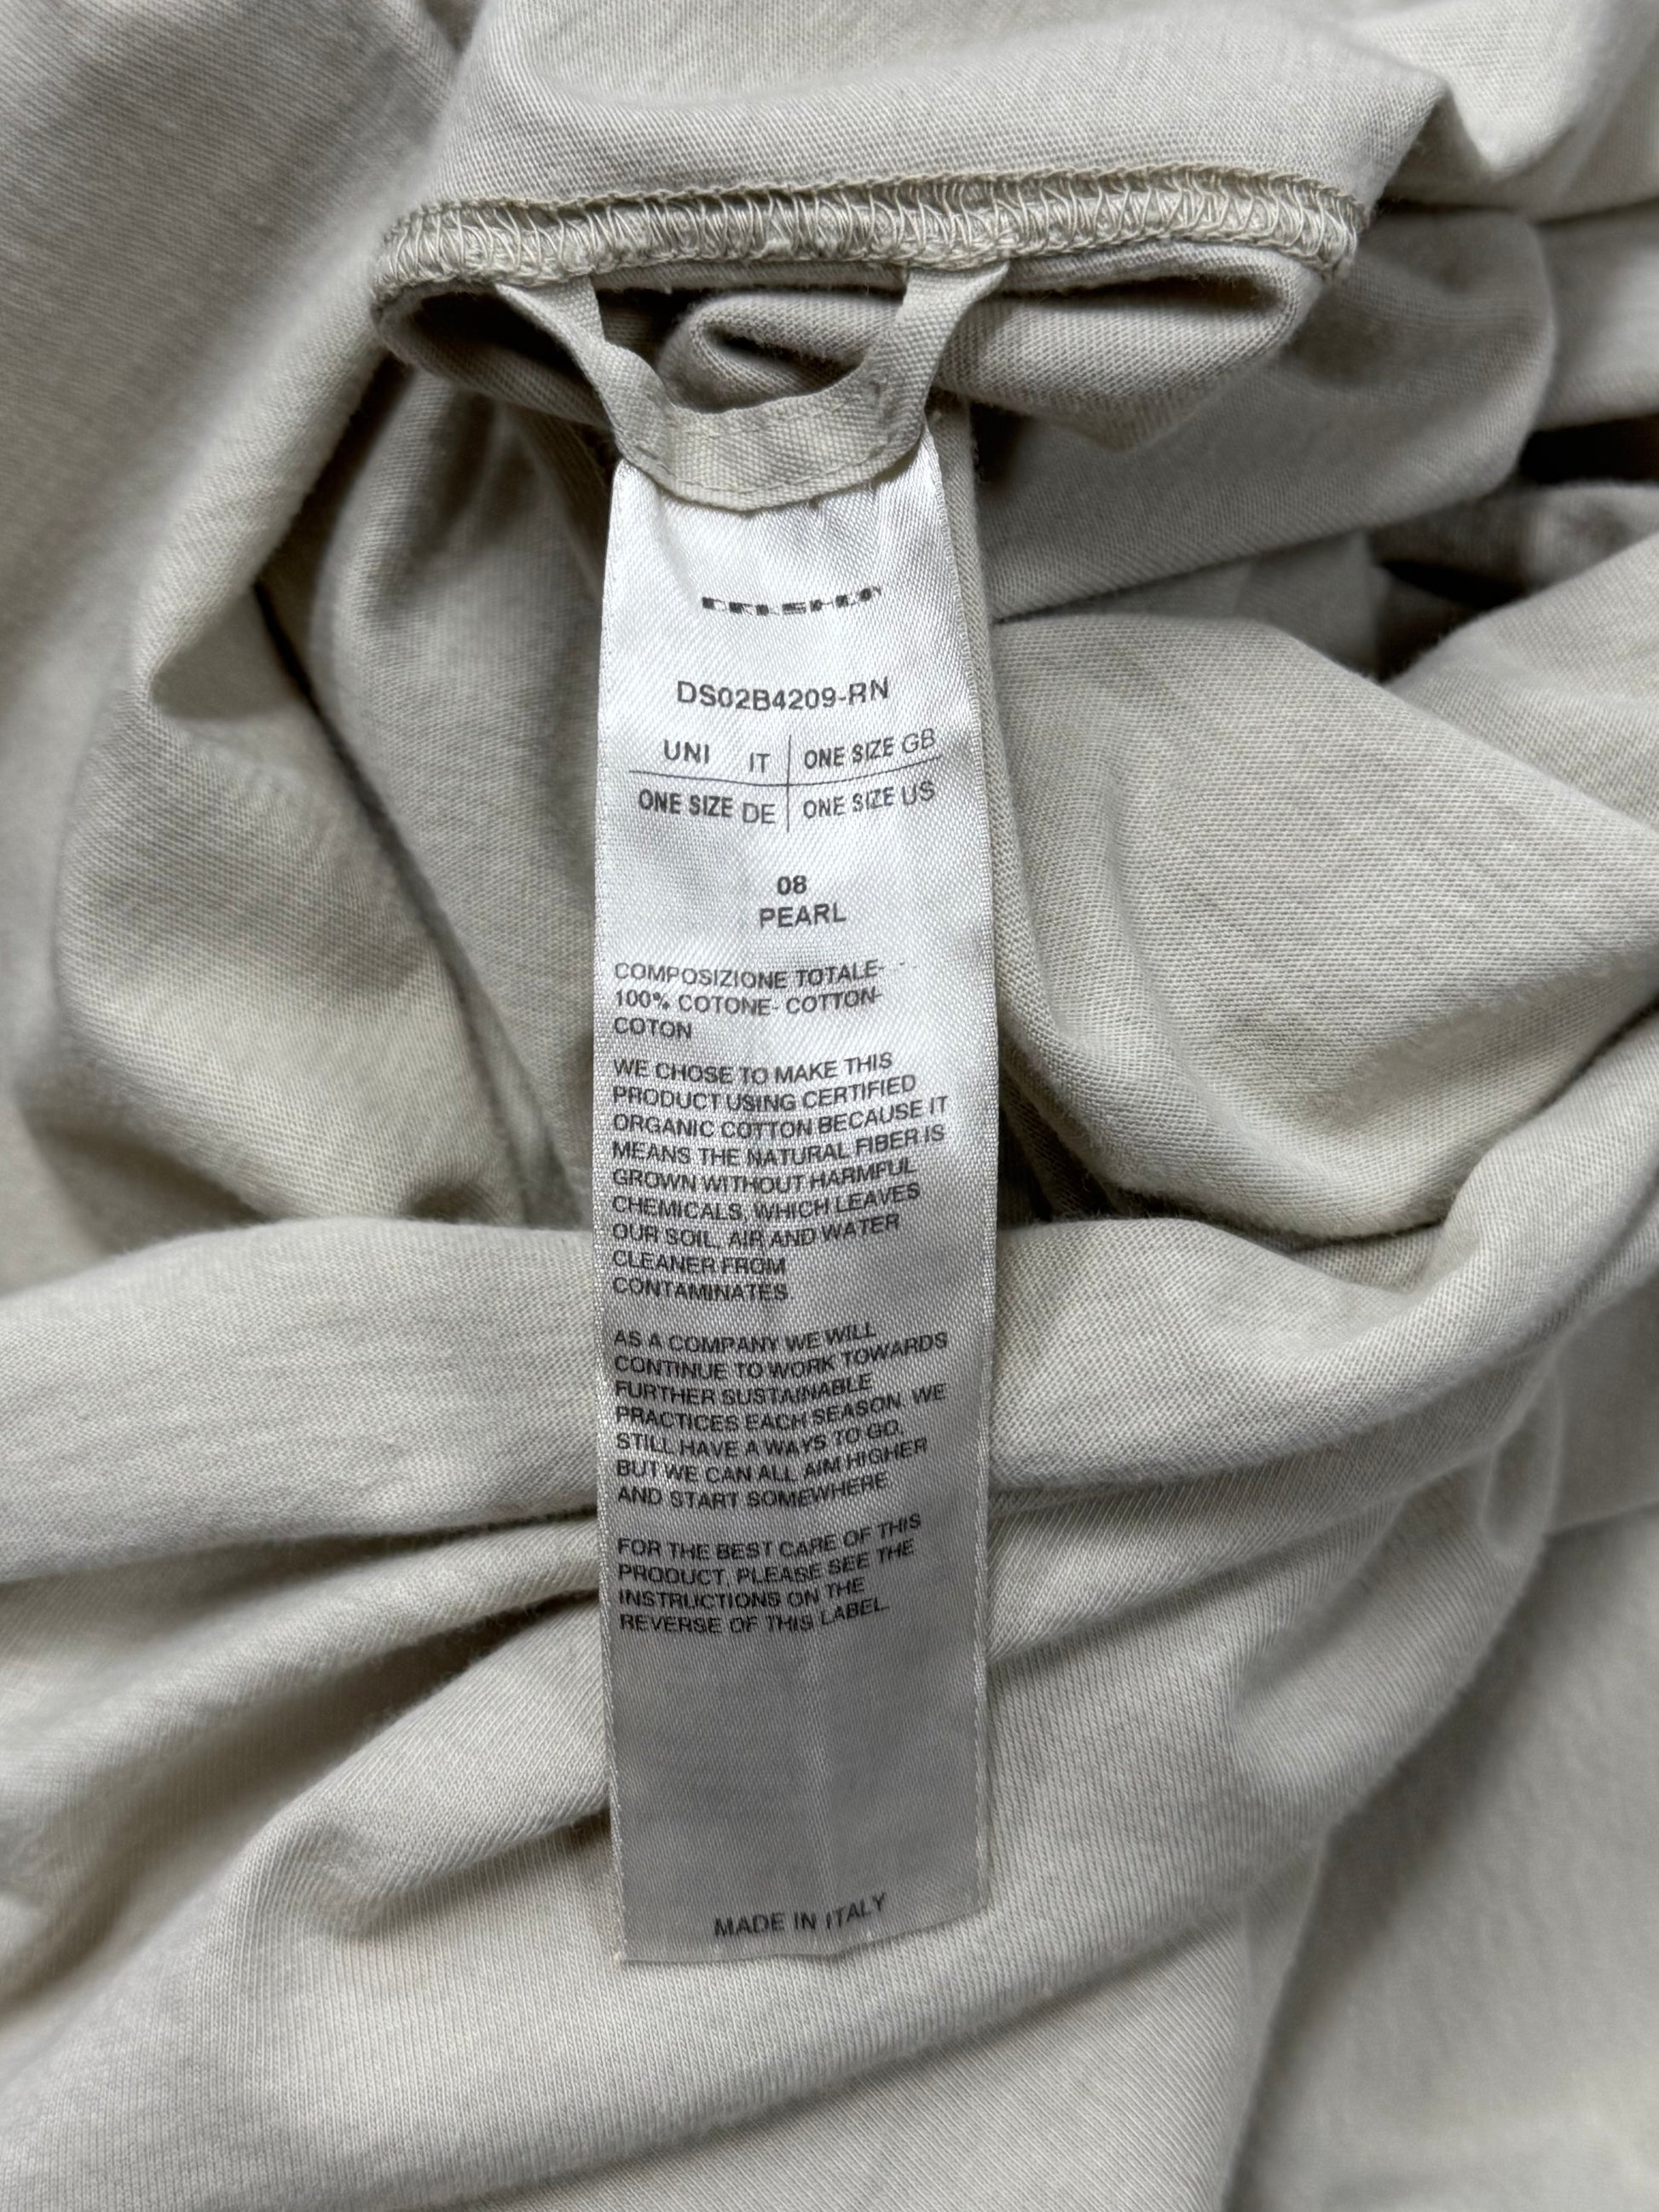 DRKSHDW
DS02B4209-RN
UNI IT ONE SIZE GB
ONE SIZE DE ONE SIZE US
08
PEARL
COMPOSIZIONE TOTALE-
100% COTONE- COTTON-
COTON
WE CHOSE TO MAKE THIS
PRODUCT USING CERTIFIED
ORGANIC COTTON BECAUSE IT
MEANS THE NATURAL FIBER IS
GROWN WITHOUT HARMFUL
CHEMICALS, WHICH LEAVES
OUR SOIL, AIR AND WATER
CLEANER FROM
CONTAMINATES.
AS A COMPANY WE WILL
CONTINUE TO WORK TOWARDS
FURTHER SUSTAINABLE
PRACTICES EACH SEASON. WE
STILL HAVE A WAYS TO GO,
BUT WE CAN ALL AIM HIGHER
AND START SOMEWHERE
FOR THE BEST CARE OF THIS
PRODUCT, PLEASE SEE THE
INSTRUCTIONS ON THE
REVERSE OF THIS LABEL.
MADE IN ITALY